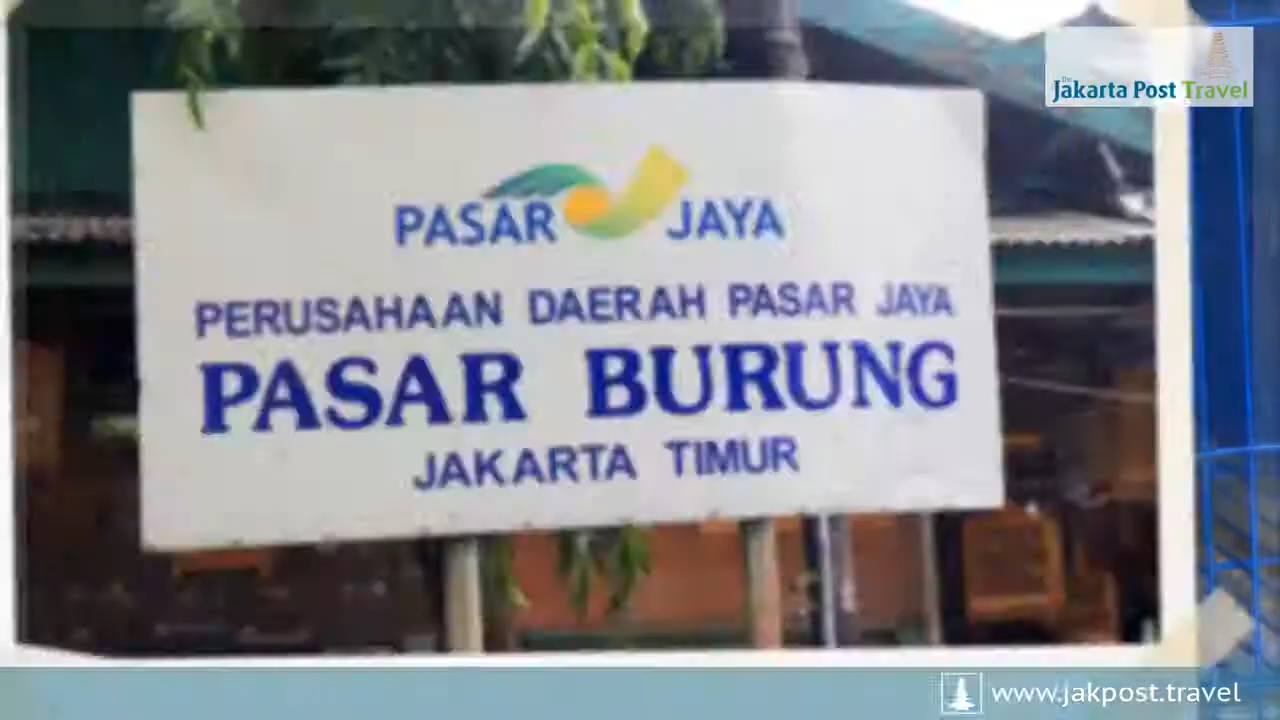 The
Jakarta Post Travel
PASAR JAYA
PERUSAHAAN DAERAH PASAR JAYA
PASAR BURUNG
JAKARTA TIMUR
www.jakpost.travel